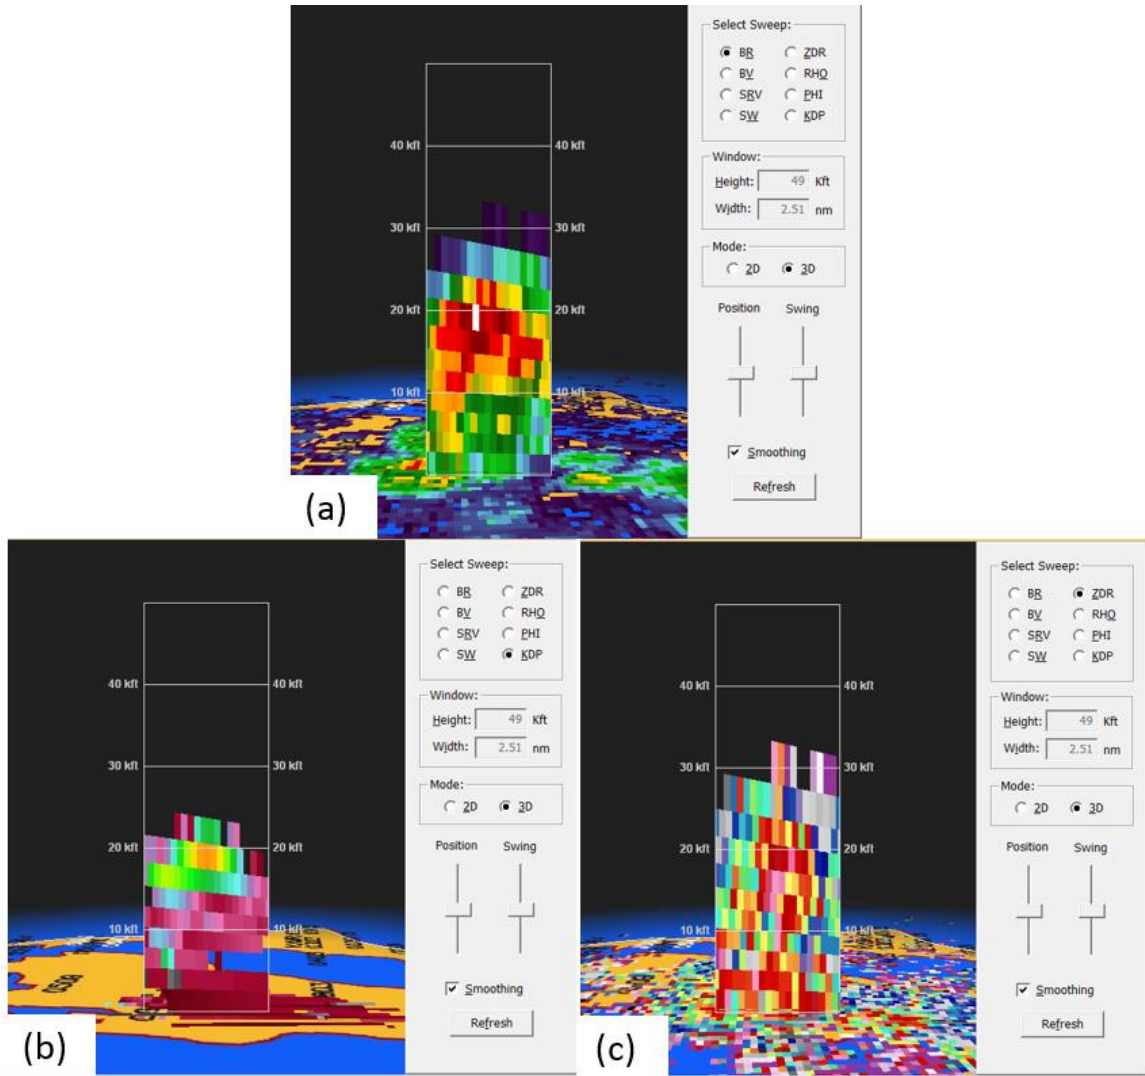 Select Sweep:
BR ZDR
BV RHO
SRV PHI
SW KDP
40 kft 40 kft
Window:
Height: 49 Kft
Width: 2.51 nm
30 kft 30 kft
Mode:
2D 3D
20 kft 20 kft
Position Swing
10 kft 10 kft
Smoothing
Refresh
(a)
Select Sweep:
BR ZDR
BV RHO
SRV PHI
SW KDP
40 kft 40 kft
Window:
Height: 49 Kft
Width: 2.51 nm
30 kft 30 kft
Mode:
2D 3D
20 kft 20 kft
Position Swing
10 kft 10 kft
Smoothing
Refresh
(b)
Select Sweep:
BR ZDR
BV RHO
SRV PHI
SW KDP
40 kft 40 kft
Window:
Height: 49 Kft
Width: 2.51 nm
30 kft 30 kft
Mode:
2D 3D
20 kft 20 kft
Position Swing
10 kft 10 kft
Smoothing
Refresh
(c)